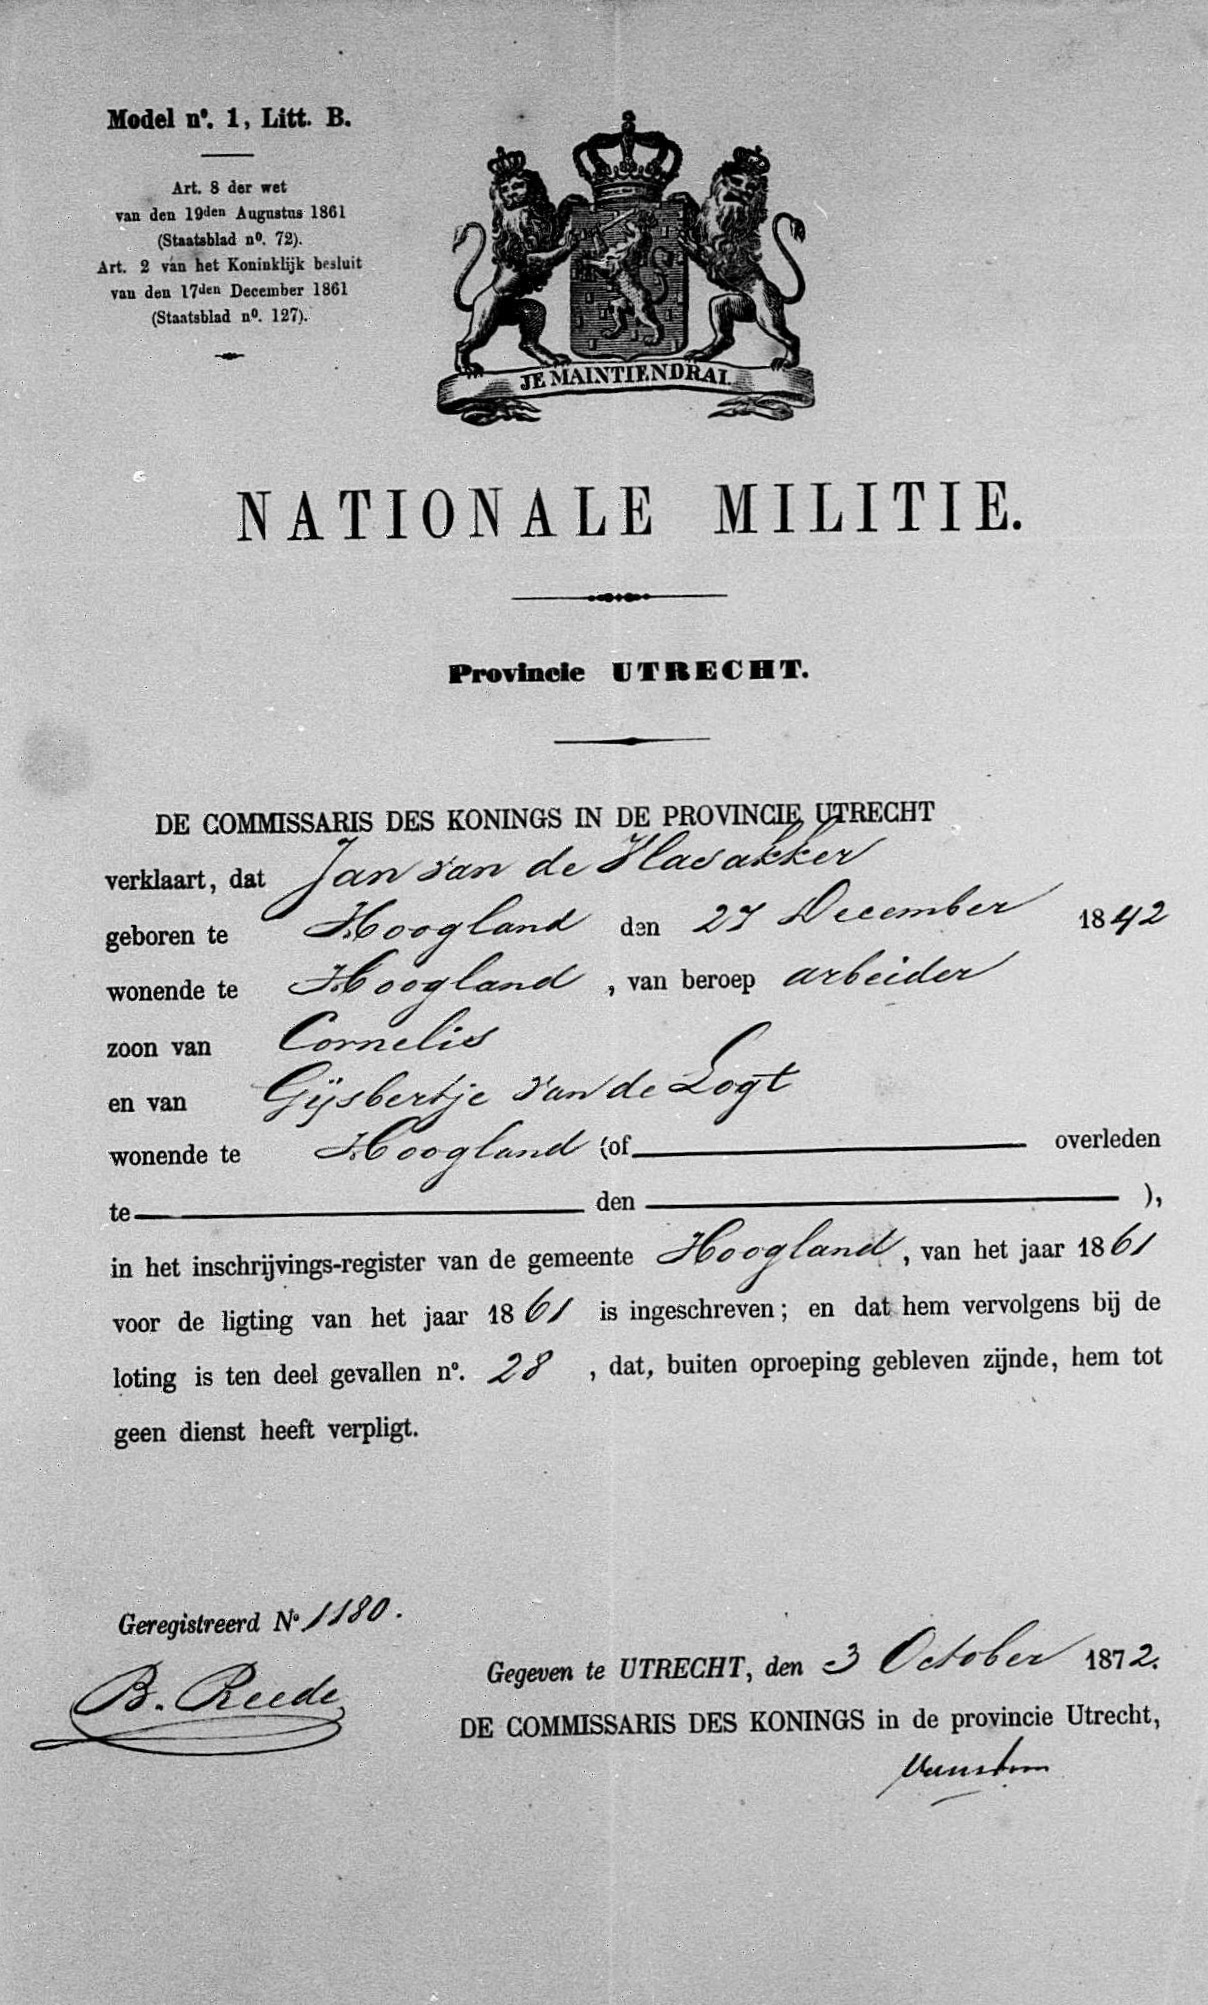 Model nº. 1, Litt. B.
Art. 8 der wet
van den 19den Augustus 1861
(Staatsblad nº. 72).
Art. 2 van het Koninklijk besluit
van den 17den December 1861
(Staatsblad nº. 127).
JE MAINTIENDRAI
NATIONALE MILITIE.
Provincie UTRECHT.
DE COMMISSARIS DES KONINGS IN DE PROVINCIE UTRECHT
verklaart, dat Jan van de Vlasakker
geboren te Hoogland den 27 December 1842
wonende te Hoogland, van beroep arbeider
zoon van Cornelis
en van Gijsbertje van de Logt
wonende te Hoogland (of overleden
te den ),
in het inschrijvings-register van de gemeente Hoogland, van het jaar 1861
voor de ligting van het jaar 1861 is ingeschreven; en dat hem vervolgens bij de
loting is ten deel gevallen nº. 28, dat, buiten oproeping gebleven zijnde, hem tot
geen dienst heeft verpligt.
Geregistreerd Nº 1180.
B. Reede
Gegeven te UTRECHT, den 3 October 1872.
DE COMMISSARIS DES KONINGS in de provincie Utrecht,